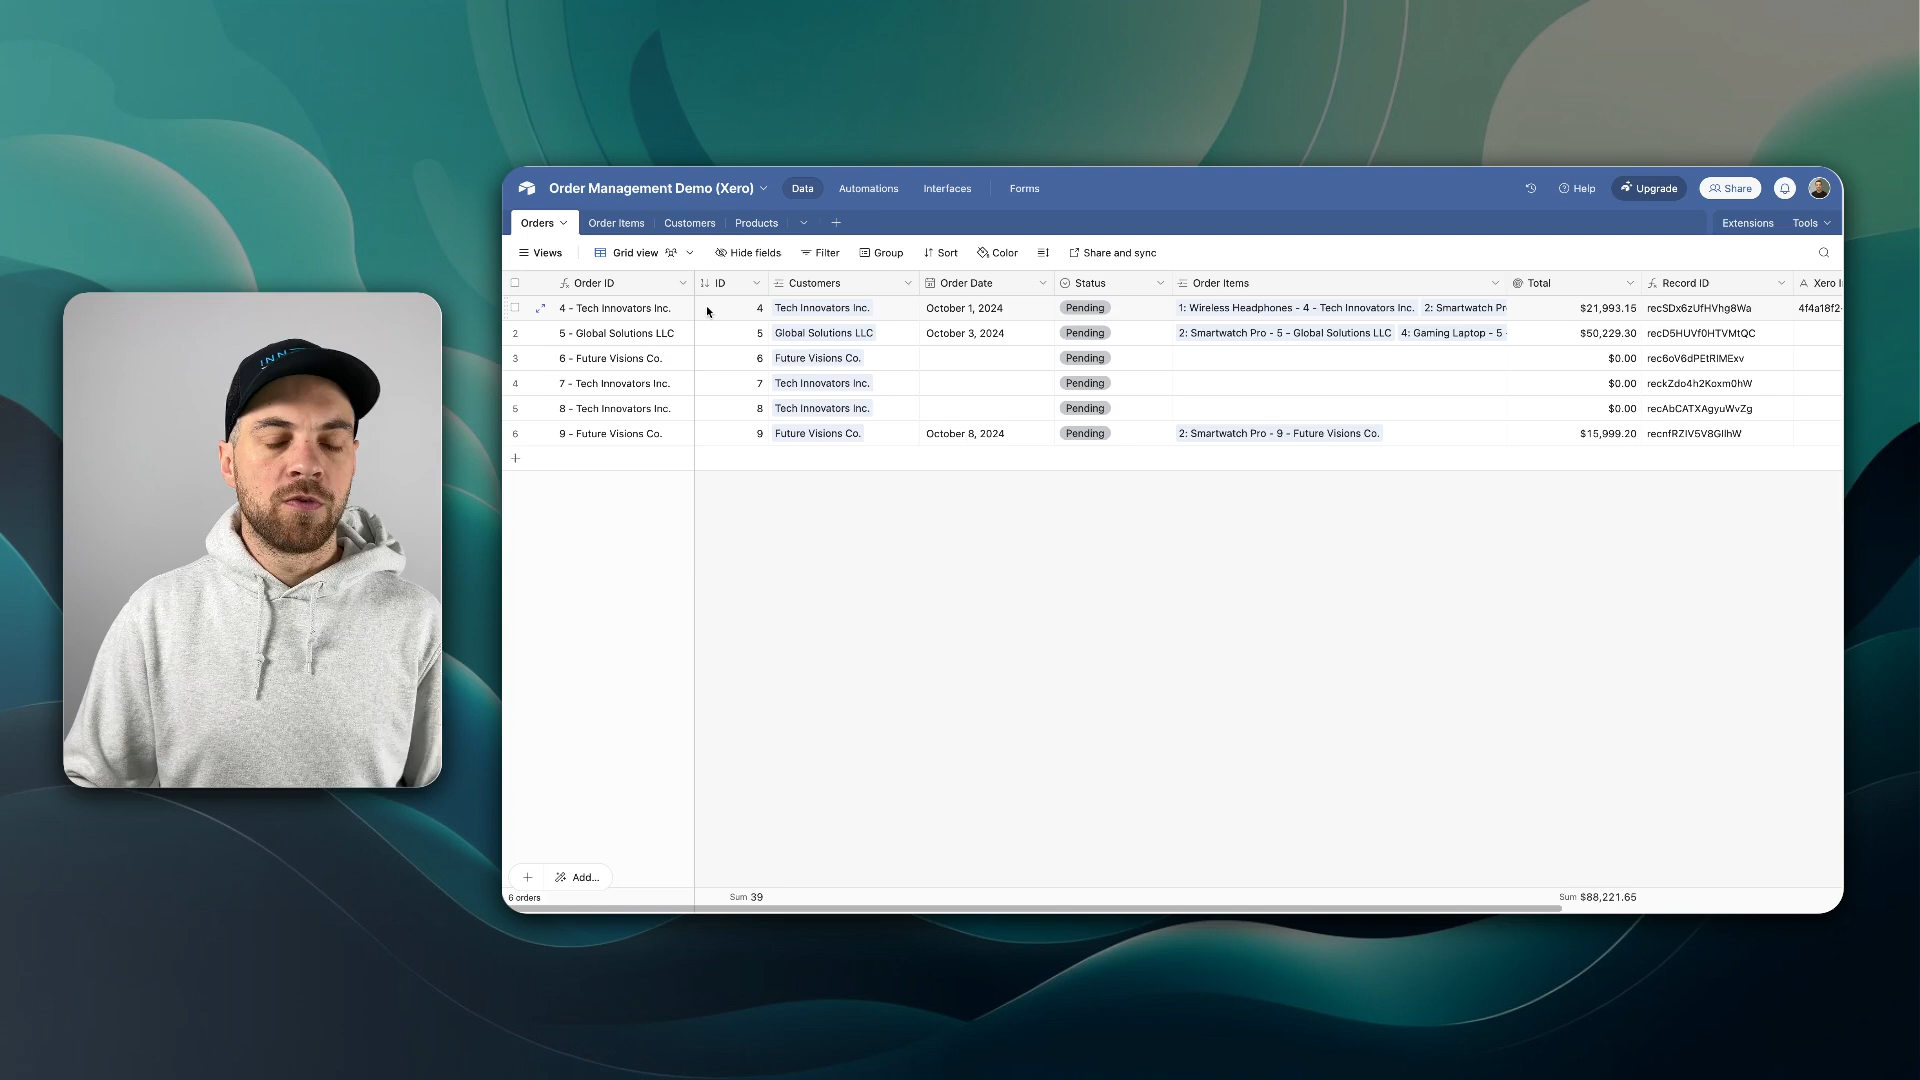 INN
Order Management Demo (Xero) Data Automations Interfaces Forms Help Upgrade Share
Orders Order Items Customers Products Extensions Tools
Views Grid view Hide fields Filter Group Sort Color Share and sync
Order ID ID Customers Order Date Status Order Items Total Record ID Xero
4 - Tech Innovators Inc. 4 Tech Innovators Inc. October 1, 2024 Pending 1: Wireless Headphones - 4 - Tech Innovators Inc. 2: Smartwatch Pr $21,993.15 recSDx6zUfHVhg8Wa 4f4a18f2-
2 5 - Global Solutions LLC 5 Global Solutions LLC October 3, 2024 Pending 2: Smartwatch Pro - 5 - Global Solutions LLC 4: Gaming Laptop - 5 - $50,229.30 recD5HUVf0HTVMtQC
3 6 - Future Visions Co. 6 Future Visions Co. Pending $0.00 rec6oV6dPEtRIMExv
4 7 - Tech Innovators Inc. 7 Tech Innovators Inc. Pending $0.00 reckZdo4h2Koxm0hW
5 8 - Tech Innovators Inc. 8 Tech Innovators Inc. Pending $0.00 recAbCATXAgyuWvZg
6 9 - Future Visions Co. 9 Future Visions Co. October 8, 2024 Pending 2: Smartwatch Pro - 9 - Future Visions Co. $15,999.20 recnfRZIV5V8GIlhW
Add...
6 orders Sum 39 Sum $88,221.65